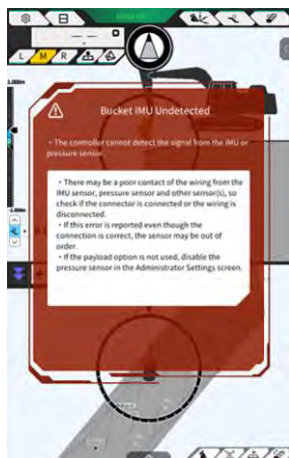 L M R
Bucket IMU Undetected
・The controller cannot detect the signal from the IMU or
pressure sensor.
・There may be a poor contact of the wiring from the
IMU sensor, pressure sensor and other sensor(s), so
check if the connector is connected or the wiring is
disconnected.
・If this error is reported even though the
connection is correct, the sensor may be out of
order.
・If the payload option is not used, disable the
pressure sensor in the Administrator Settings screen.
1.000m
-1.000m